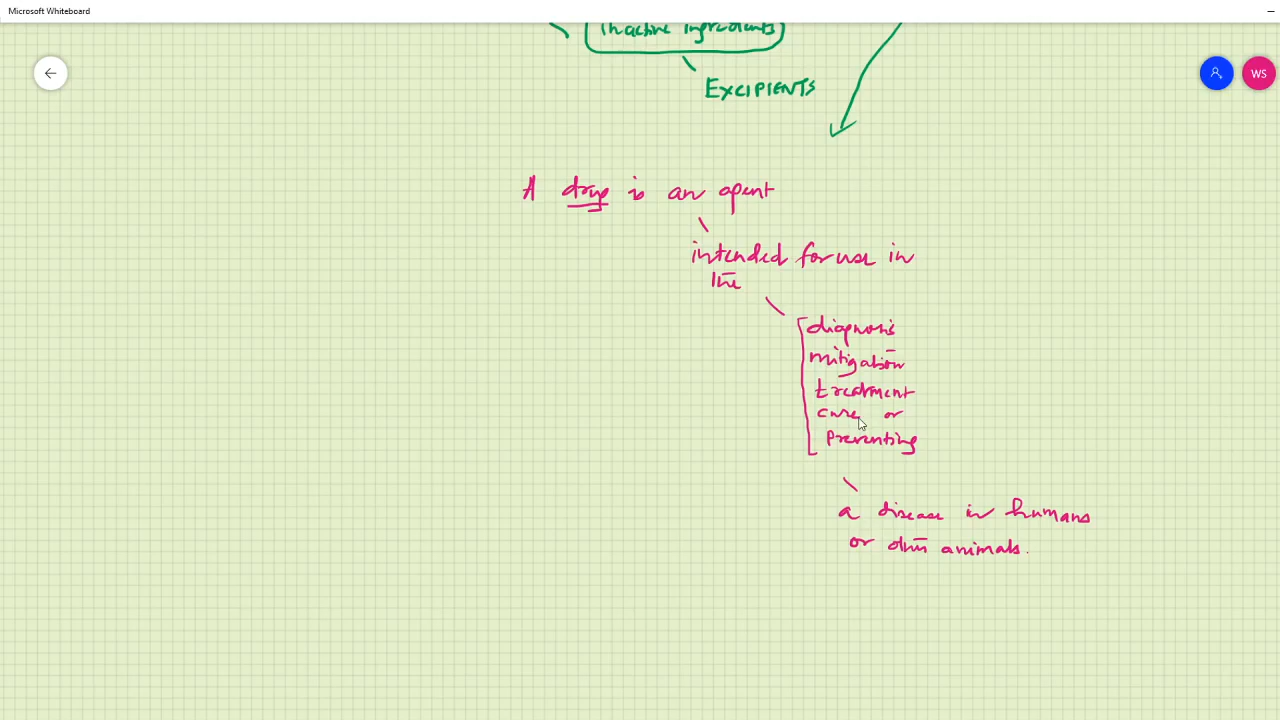 Microsoft Whiteboard
WS
inactive ingredients
EXCIPIENTS
A drug is an agent
intended for use in
the
diagnosis
mitigation
treatment
cure or
Preventing
a disease in humans
or other animals.